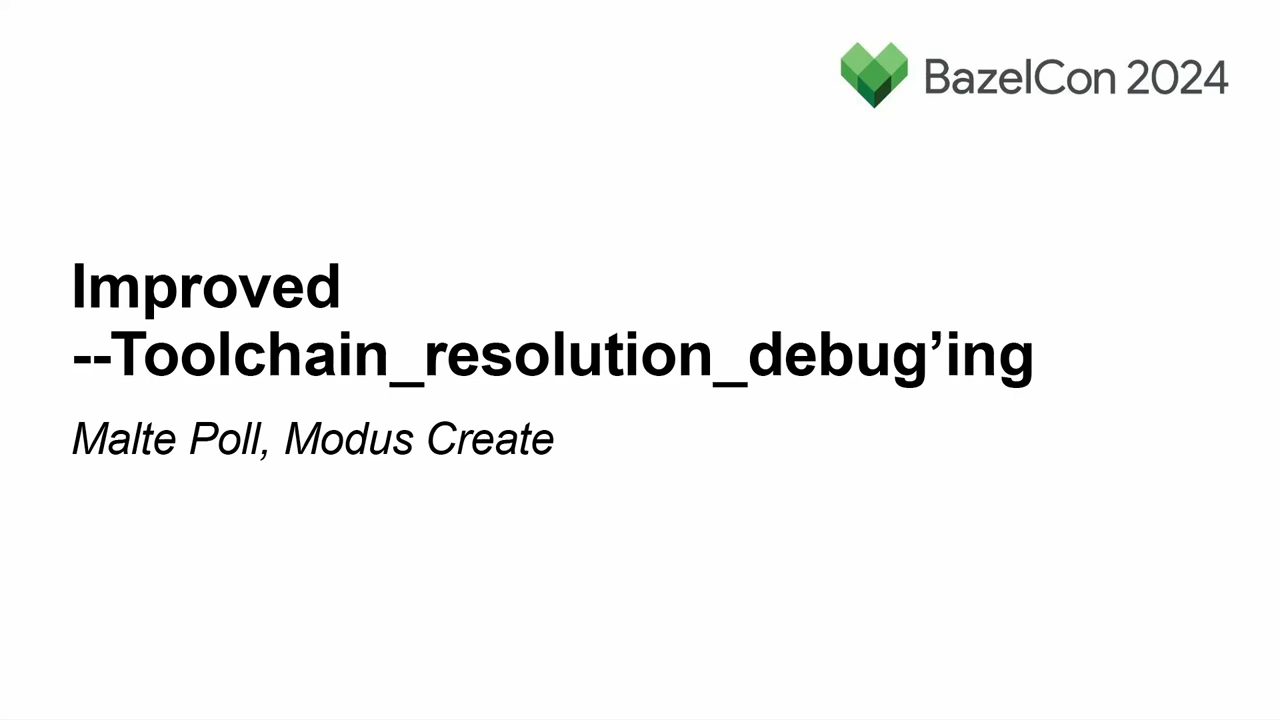 BazelCon 2024
Improved
--Toolchain_resolution_debug’ing
Malte Poll, Modus Create